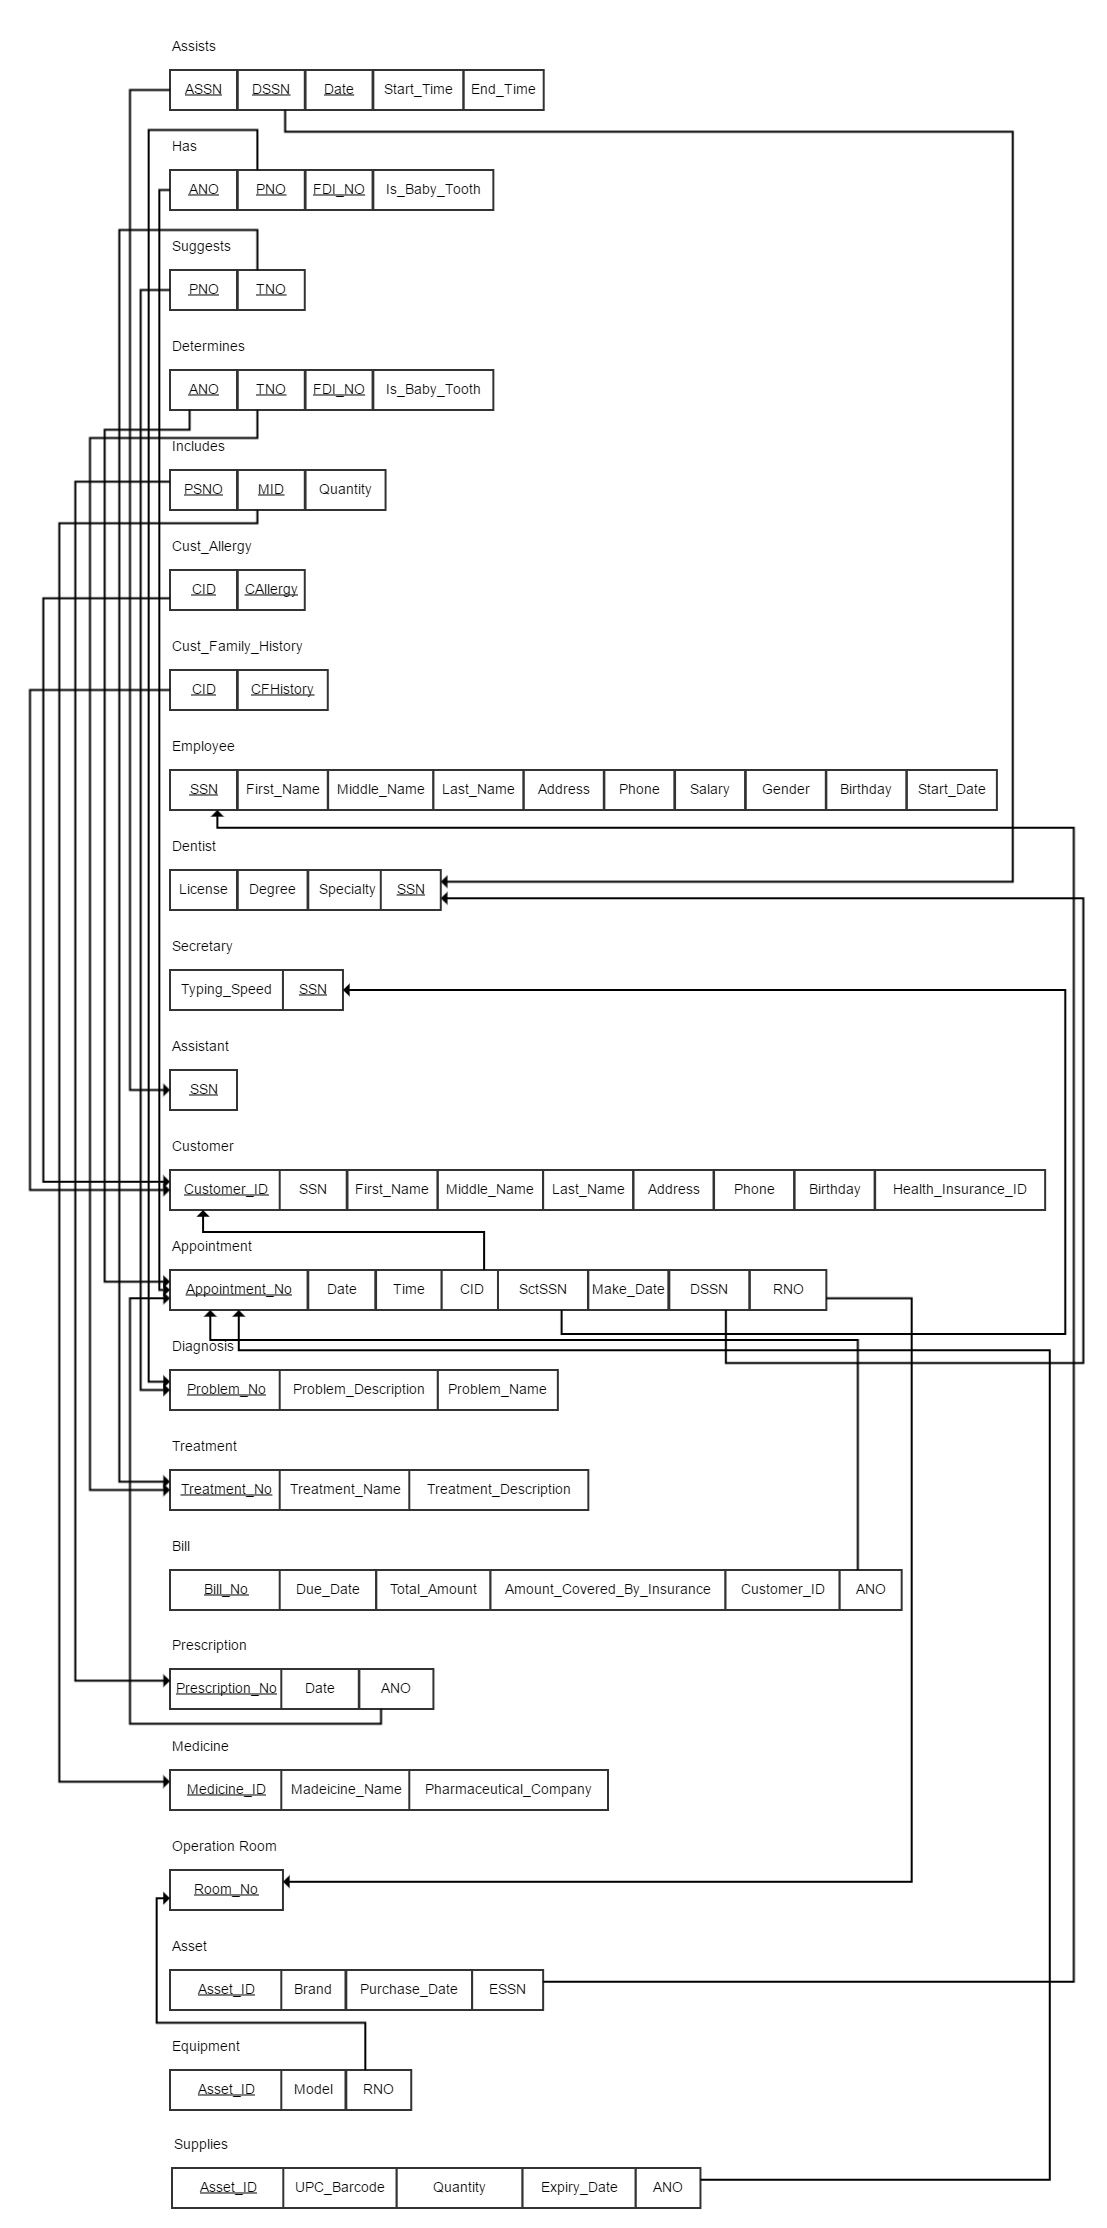 Assists
ASSN DSSN Date Start_Time End_Time
Has
ANO PNO FDI_NO Is_Baby_Tooth
Suggests
PNO TNO
Determines
ANO TNO FDI_NO Is_Baby_Tooth
Includes
PSNO MID Quantity
Cust_Allergy
CID CAllergy
Cust_Family_History
CID CFHistory
Employee
SSN First_Name Middle_Name Last_Name Address Phone Salary Gender Birthday Start_Date
Dentist
License Degree Specialty SSN
Secretary
Typing_Speed SSN
Assistant
SSN
Customer
Customer_ID SSN First_Name Middle_Name Last_Name Address Phone Birthday Health_Insurance_ID
Appointment
Appointment_No Date Time CID SctSSN Make_Date DSSN RNO
Diagnosis
Problem_No Problem_Description Problem_Name
Treatment
Treatment_No Treatment_Name Treatment_Description
Bill
Bill_No Due_Date Total_Amount Amount_Covered_By_Insurance Customer_ID ANO
Prescription
Prescription_No Date ANO
Medicine
Medicine_ID Madeicine_Name Pharmaceutical_Company
Operation Room
Room_No
Asset
Asset_ID Brand Purchase_Date ESSN
Equipment
Asset_ID Model RNO
Supplies
Asset_ID UPC_Barcode Quantity Expiry_Date ANO